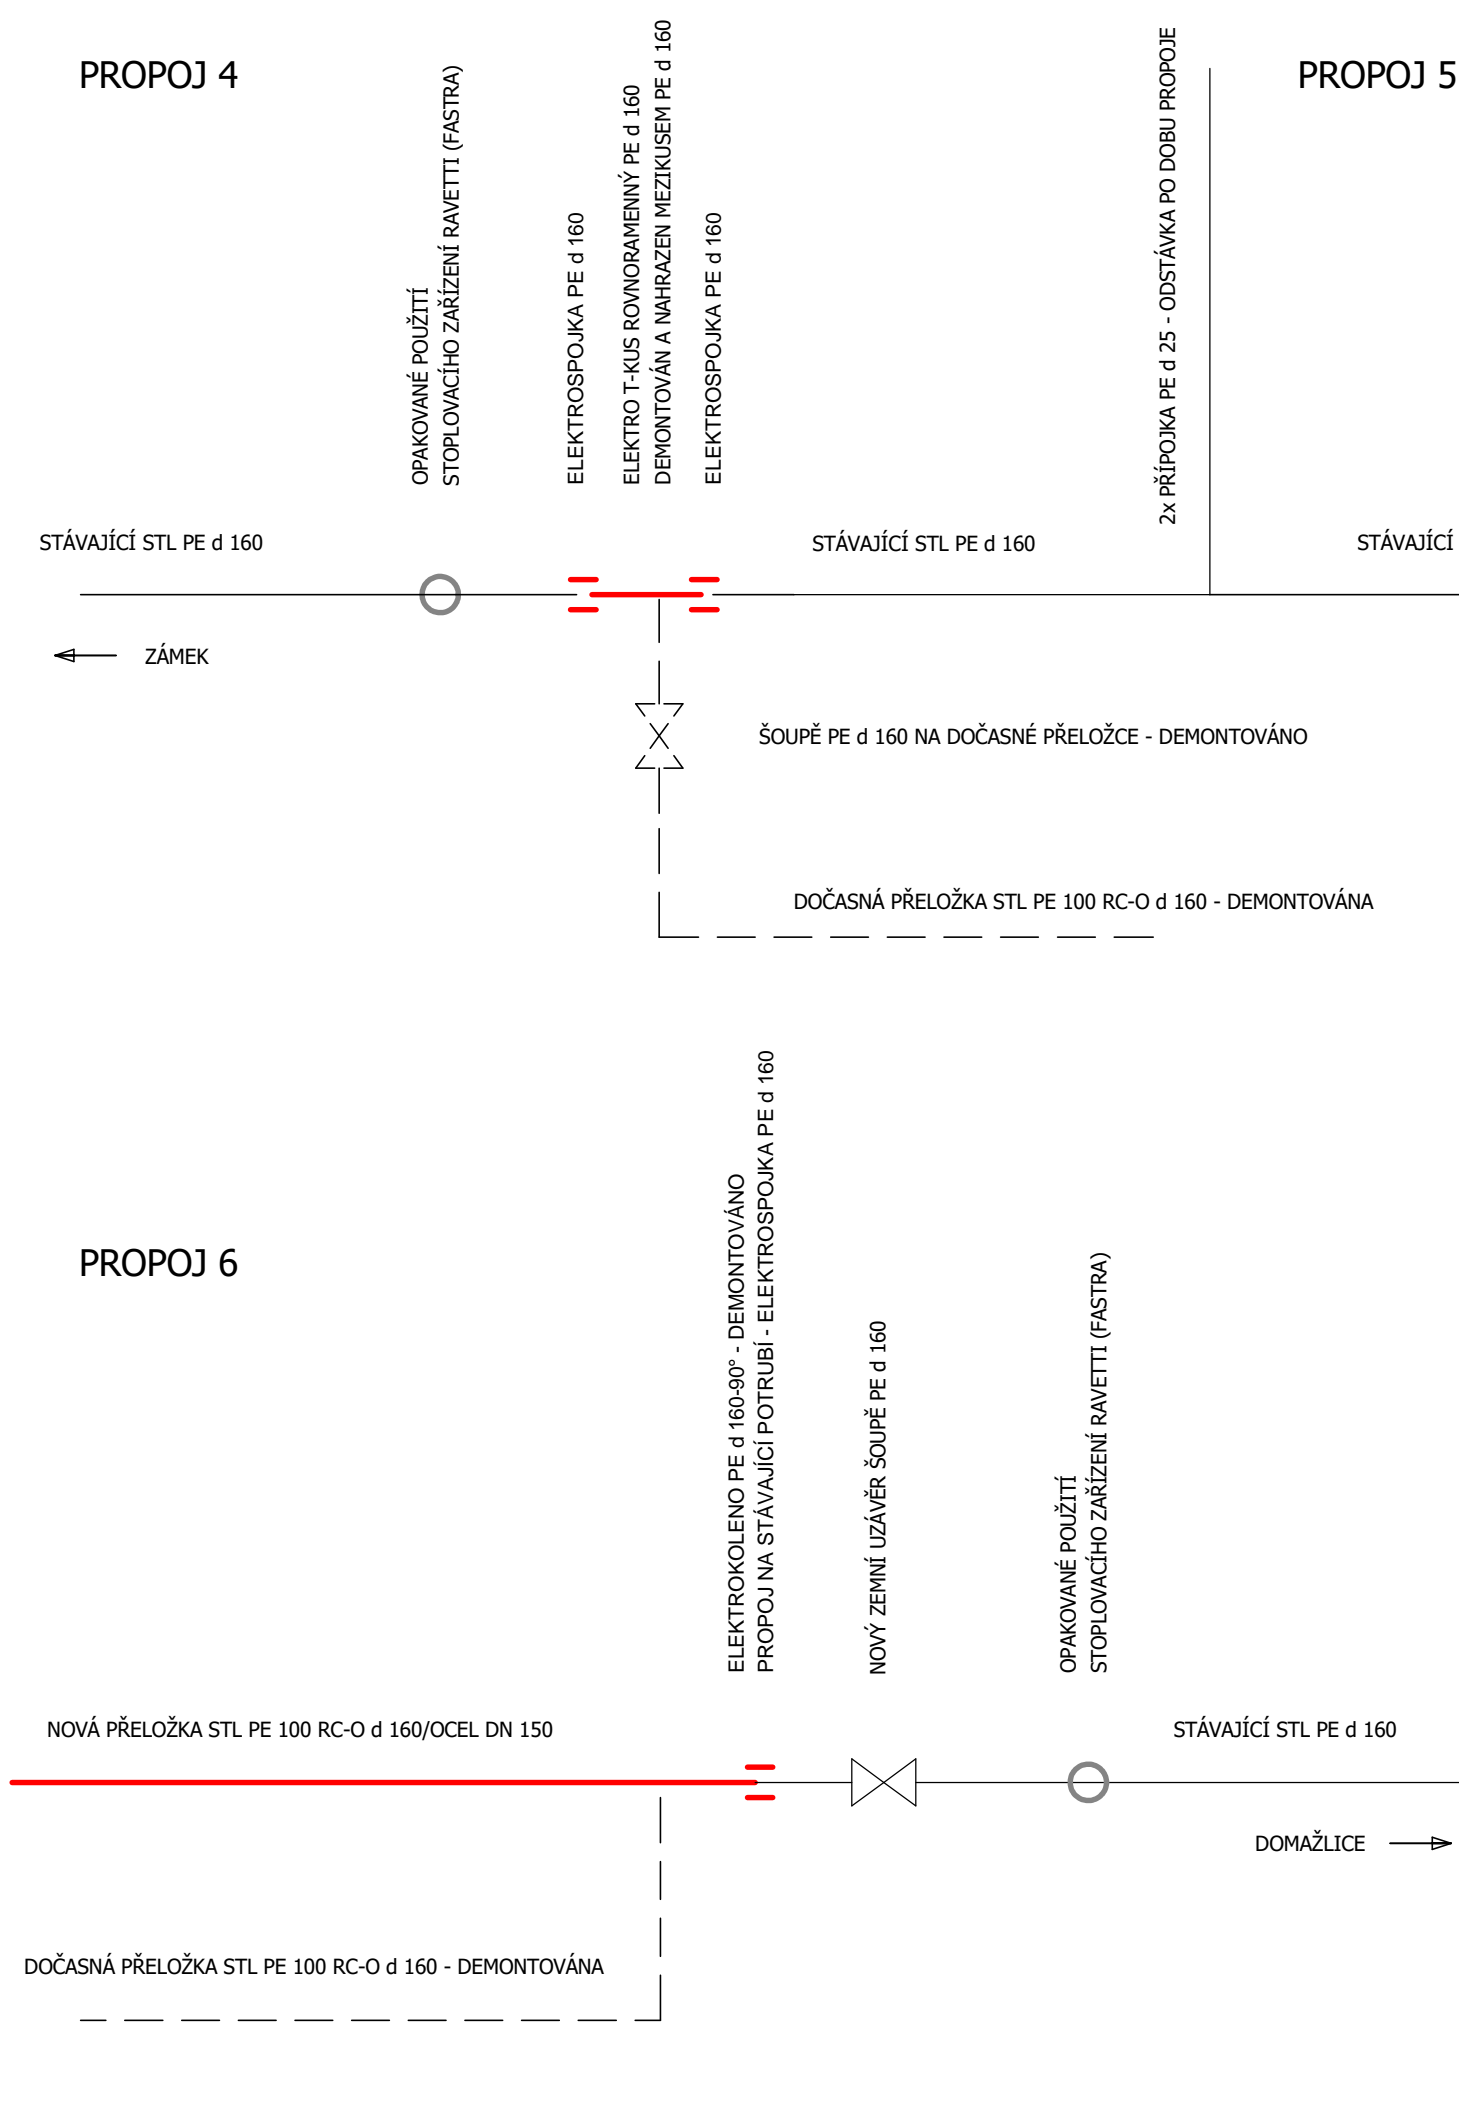 PROPOJ 4
PROPOJ 5
OPAKOVANÉ POUŽITÍ
STOPLOVACÍHO ZAŘÍZENÍ RAVETTI (FASTRA)
ELEKTROSPOJKA PE d 160
ELEKTRO T-KUS ROVNORAMENNÝ PE d 160
DEMONTOVÁN A NAHRAZEN MEZIKUSEM PE d 160
ELEKTROSPOJKA PE d 160
2x PŘÍPOJKA PE d 25 - ODSTÁVKA PO DOBU PROPOJE
STÁVAJÍCÍ STL PE d 160
STÁVAJÍCÍ STL PE d 160
STÁVAJÍCÍ
ZÁMEK
ŠOUPĚ PE d 160 NA DOČASNÉ PŘELOŽCE - DEMONTOVÁNO
DOČASNÁ PŘELOŽKA STL PE 100 RC-O d 160 - DEMONTOVÁNA
PROPOJ 6
ELEKTROKOLENO PE d 160-90° - DEMONTOVÁNO
PROPOJ NA STÁVAJÍCÍ POTRUBÍ - ELEKTROSPOJKA PE d 160
NOVÝ ZEMNÍ UZÁVĚR ŠOUPĚ PE d 160
OPAKOVANÉ POUŽITÍ
STOPLOVACÍHO ZAŘÍZENÍ RAVETTI (FASTRA)
NOVÁ PŘELOŽKA STL PE 100 RC-O d 160/OCEL DN 150
STÁVAJÍCÍ STL PE d 160
DOMAŽLICE
DOČASNÁ PŘELOŽKA STL PE 100 RC-O d 160 - DEMONTOVÁNA